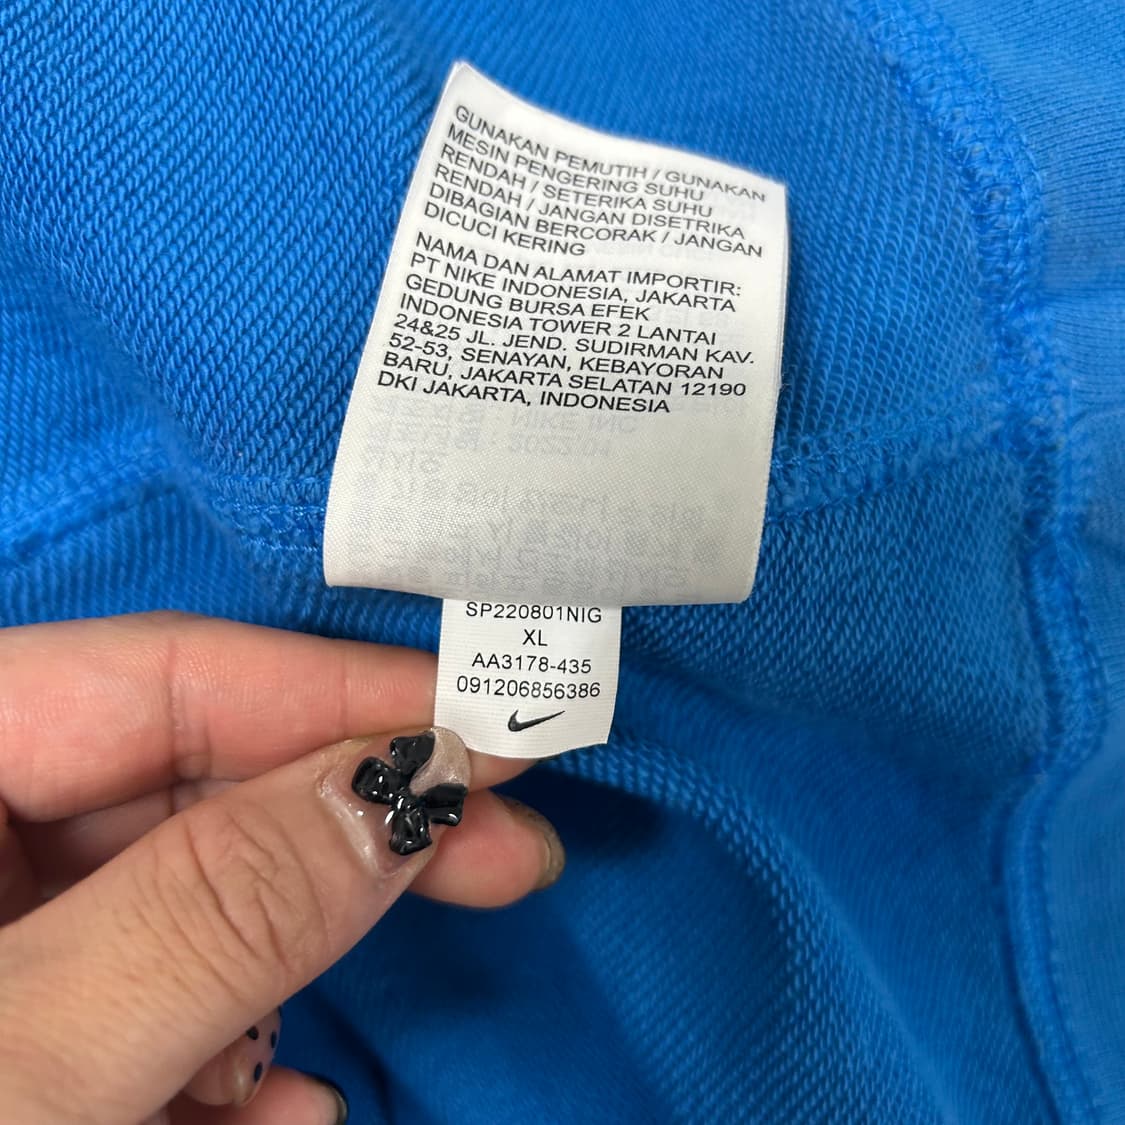 GUNAKAN PEMUTIH / GUNAKAN
MESIN PENGERING SUHU
RENDAH / SETERIKA SUHU
RENDAH / JANGAN DISETRIKA
DIBAGIAN BERCORAK / JANGAN
DICUCI KERING
NAMA DAN ALAMAT IMPORTIR:
PT NIKE INDONESIA, JAKARTA
GEDUNG BURSA EFEK
INDONESIA TOWER 2 LANTAI
24&25 JL. JEND. SUDIRMAN KAV.
52-53, SENAYAN, KEBAYORAN
BARU, JAKARTA SELATAN 12190
DKI JAKARTA, INDONESIA
SP220801NIG
XL
AA3178-435
091206856386